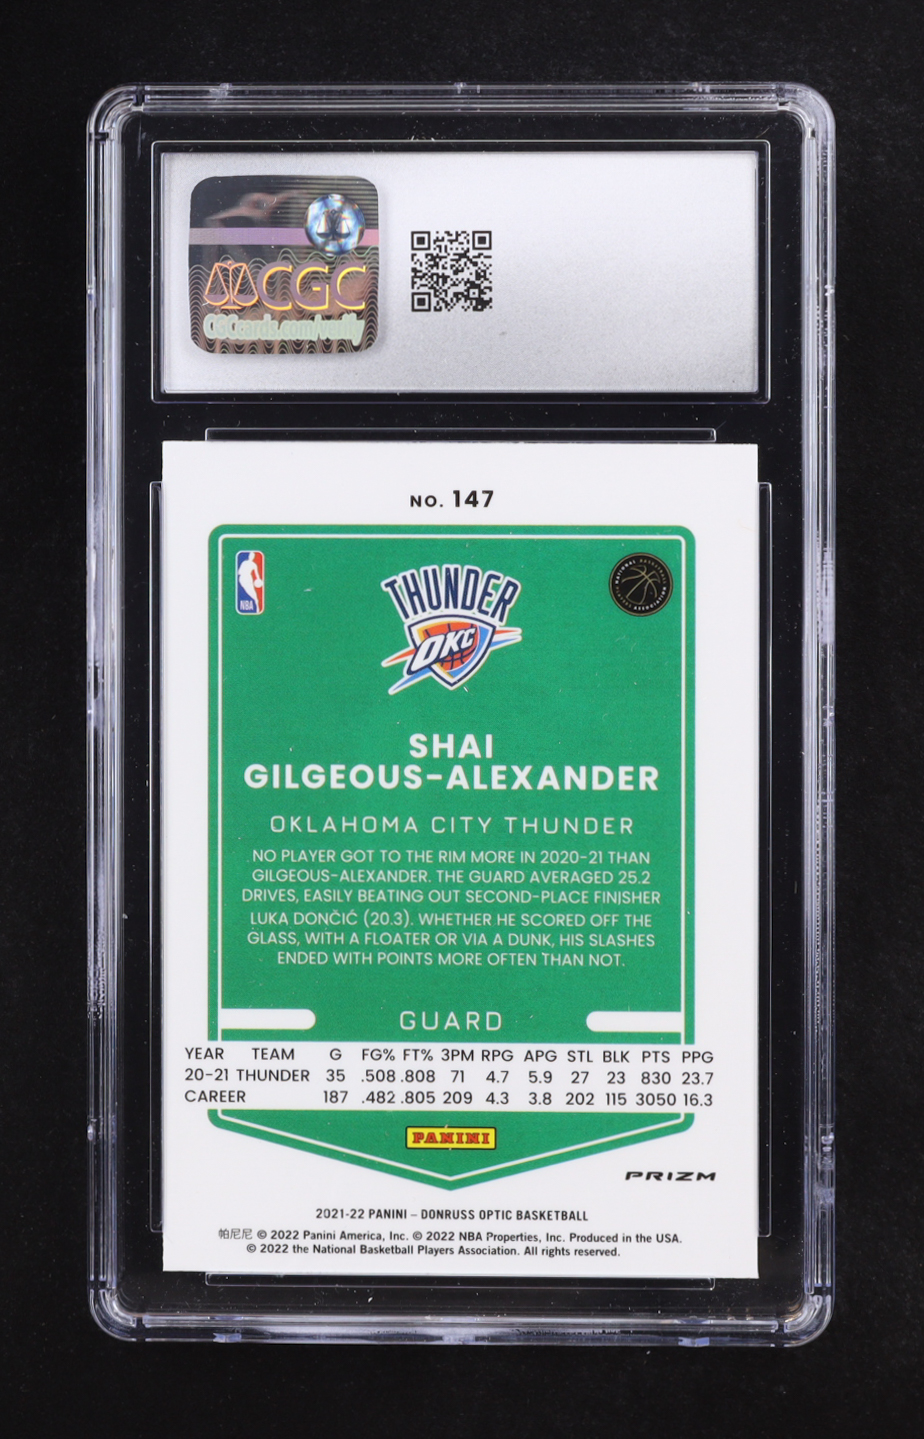 CGC
CGCcards.com/verify
NO. 147
NBA
NATIONAL BASKETBALL
PLAYERS ASSOCIATION
THUNDER
OKC
SHAI
GILGEOUS-ALEXANDER
OKLAHOMA CITY THUNDER
NO PLAYER GOT TO THE RIM MORE IN 2020-21 THAN
GILGEOUS-ALEXANDER. THE GUARD AVERAGED 25.2
DRIVES, EASILY BEATING OUT SECOND-PLACE FINISHER
LUKA DONČIĆ (20.3). WHETHER HE SCORED OFF THE
GLASS, WITH A FLOATER OR VIA A DUNK, HIS SLASHES
ENDED WITH POINTS MORE OFTEN THAN NOT.
GUARD
YEAR TEAM G FG% FT% 3PM RPG APG STL BLK PTS PPG
20-21 THUNDER 35 .508 .808 71 4.7 5.9 27 23 830 23.7
CAREER 187 .482 .805 209 4.3 3.8 202 115 3050 16.3
PANINI
PRIZM
2021-22 PANINI – DONRUSS OPTIC BASKETBALL
帕尼尼 © 2022 Panini America, Inc. © 2022 NBA Properties, Inc. Produced in the USA.
© 2022 the National Basketball Players Association. All rights reserved.